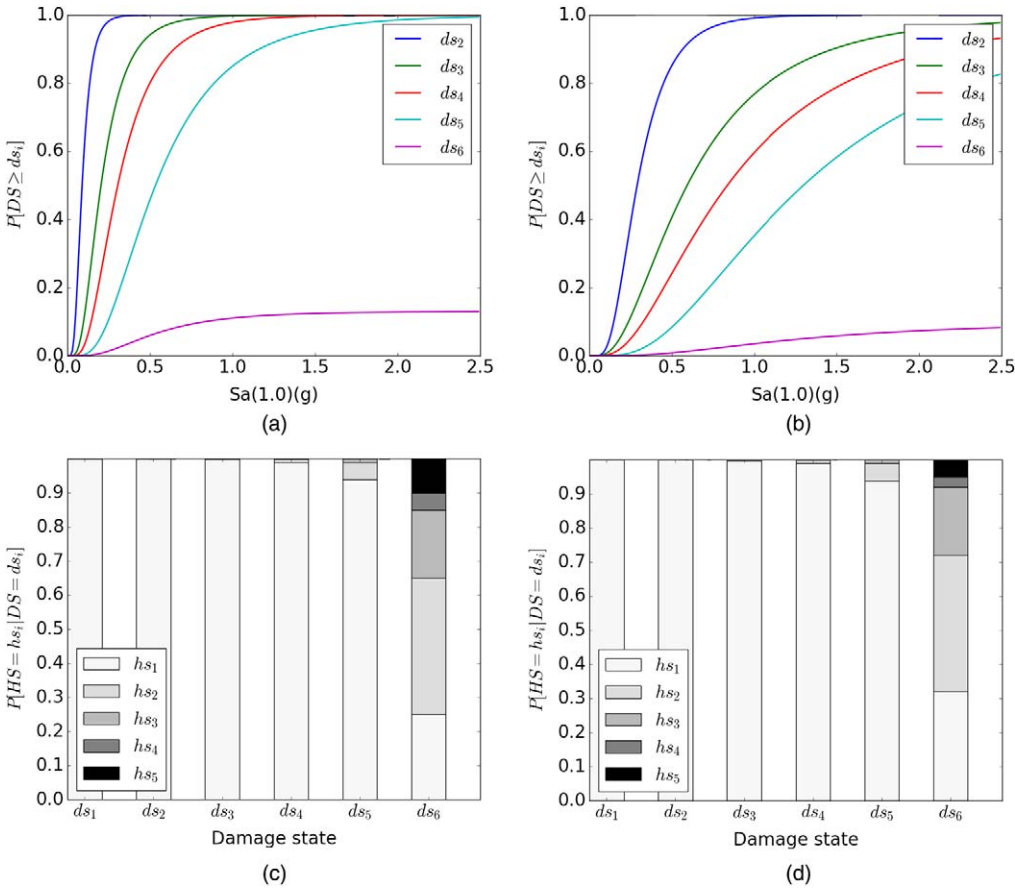 1.0
0.8
0.6
0.4
0.2
0.0
P[DS ≥ ds_i]
ds_2
ds_3
ds_4
ds_5
ds_6
0.0 0.5 1.0 1.5 2.0 2.5
Sa(1.0)(g)
(a)
1.0
0.8
0.6
0.4
0.2
0.0
P[DS ≥ ds_i]
ds_2
ds_3
ds_4
ds_5
ds_6
0.0 0.5 1.0 1.5 2.0 2.5
Sa(1.0)(g)
(b)
0.9
0.8
0.7
0.6
0.5
0.4
0.3
0.2
0.1
0.0
P[HS = hs_i|DS = ds_i]
hs_1
hs_2
hs_3
hs_4
hs_5
ds_1 ds_2 ds_3 ds_4 ds_5 ds_6
Damage state
(c)
0.9
0.8
0.7
0.6
0.5
0.4
0.3
0.2
0.1
0.0
P[HS = hs_i|DS = ds_i]
hs_1
hs_2
hs_3
hs_4
hs_5
ds_1 ds_2 ds_3 ds_4 ds_5 ds_6
Damage state
(d)